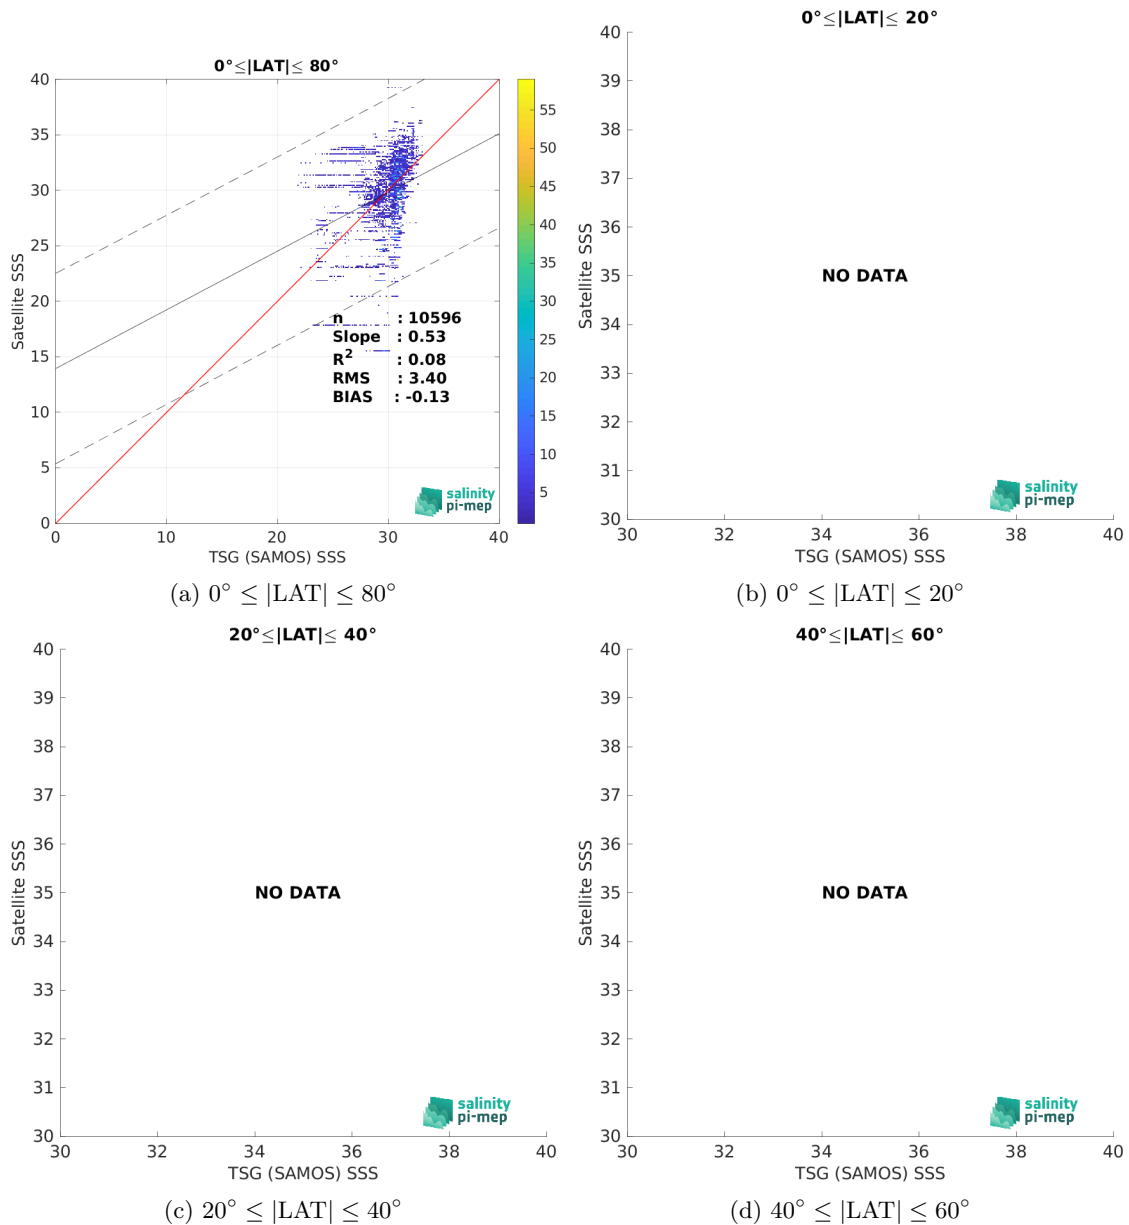 0°≤|LAT|≤ 80°
40
35
30
25
20
15
10
5
0
Satellite SSS
0
10
20
30
40
TSG (SAMOS) SSS
55
50
45
40
35
30
25
20
15
10
5
n : 10596
Slope : 0.53
R² : 0.08
RMS : 3.40
BIAS : -0.13
salinity
pi-mep
(a) 0° ≤ |LAT| ≤ 80°
0°≤|LAT|≤ 20°
40
39
38
37
36
35
34
33
32
31
30
Satellite SSS
NO DATA
30
32
34
36
38
40
TSG (SAMOS) SSS
salinity
pi-mep
(b) 0° ≤ |LAT| ≤ 20°
20°≤|LAT|≤ 40°
40
39
38
37
36
35
34
33
32
31
30
Satellite SSS
NO DATA
30
32
34
36
38
40
TSG (SAMOS) SSS
salinity
pi-mep
(c) 20° ≤ |LAT| ≤ 40°
40°≤|LAT|≤ 60°
40
39
38
37
36
35
34
33
32
31
30
Satellite SSS
NO DATA
30
32
34
36
38
40
TSG (SAMOS) SSS
salinity
pi-mep
(d) 40° ≤ |LAT| ≤ 60°